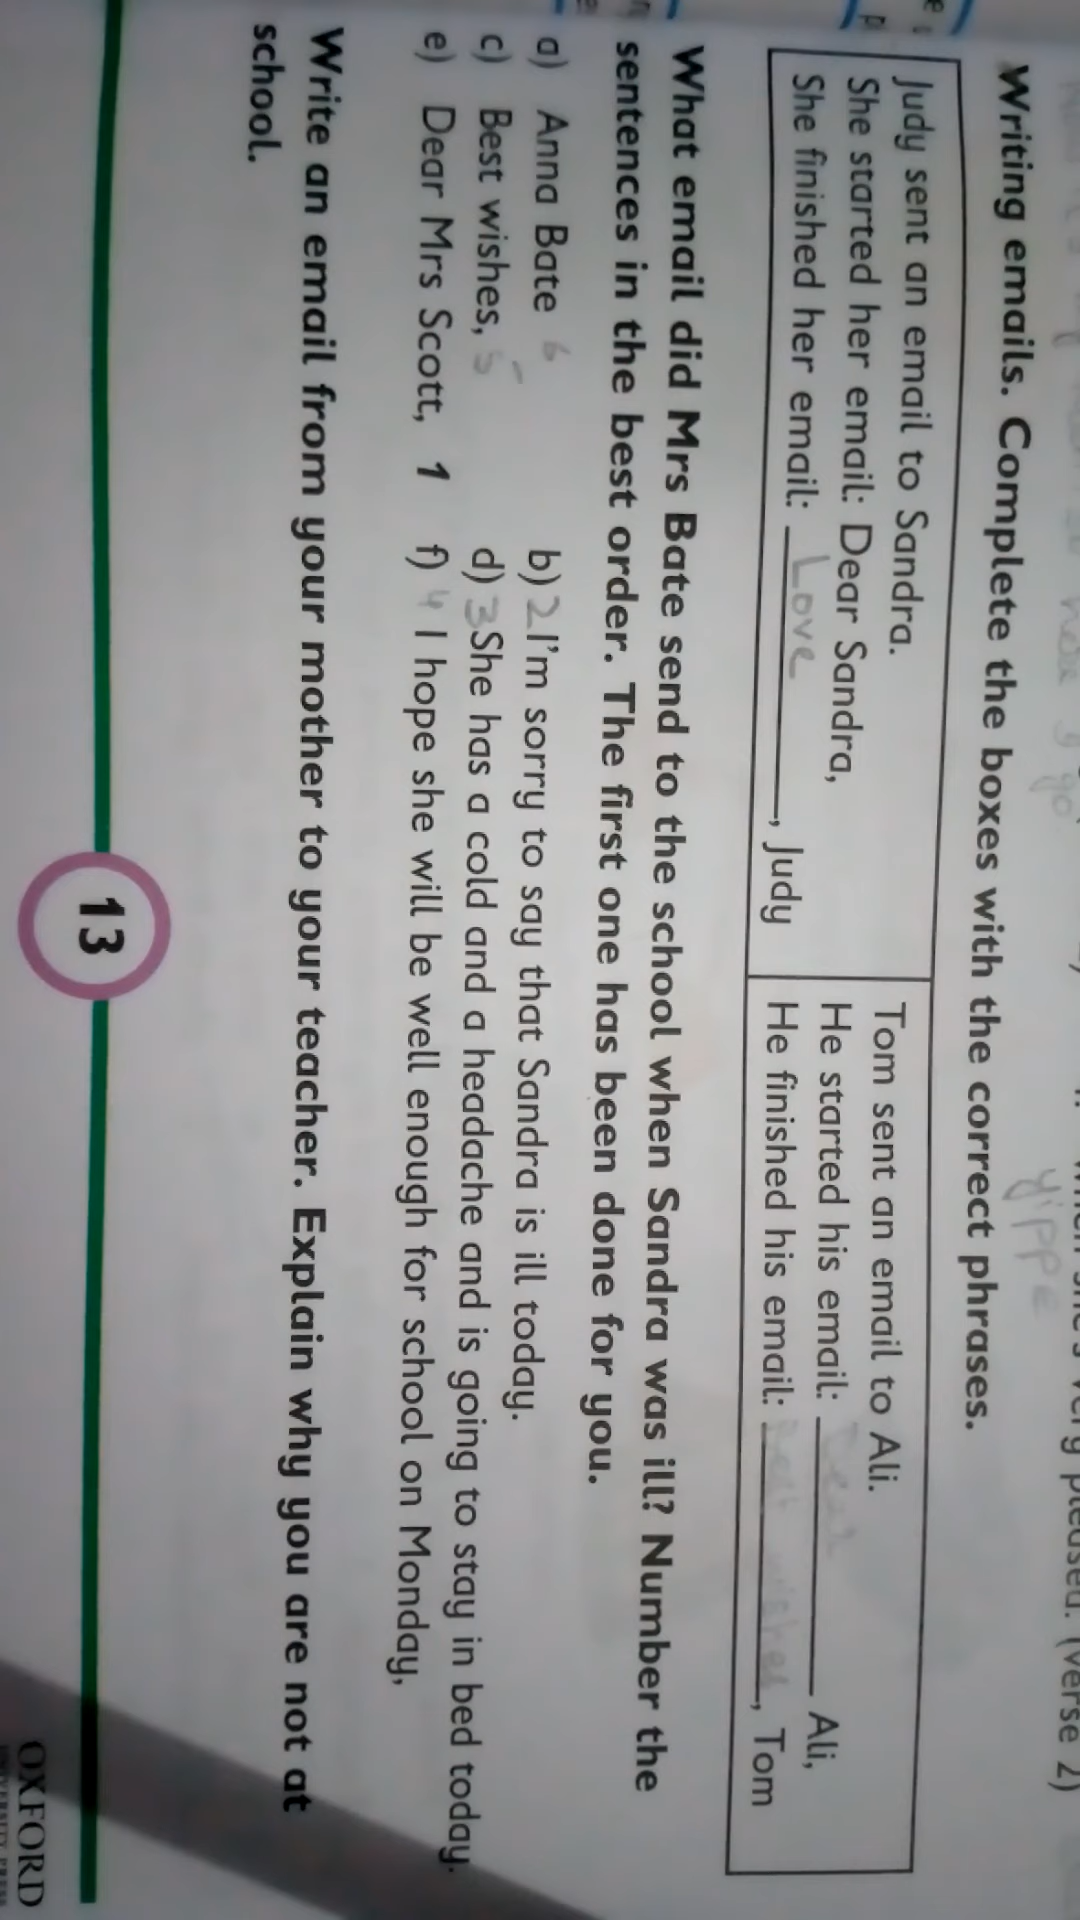 Writing emails. Complete the boxes with the correct phrases.
yippe
Judy sent an email to Sandra.
She started her email: Dear Sandra,
She finished her email: Love, Judy
Tom sent an email to Ali.
He started his email: Dear Ali,
He finished his email: Best wishes, Tom
What email did Mrs Bate send to the school when Sandra was ill? Number the
sentences in the best order. The first one has been done for you.
a) Anna Bate 6
b) 2 I'm sorry to say that Sandra is ill today.
c) Best wishes, 5
d) 3 She has a cold and a headache and is going to stay in bed today.
e) Dear Mrs Scott, 1
f) 4 I hope she will be well enough for school on Monday,
Write an email from your mother to your teacher. Explain why you are not at
school.
13
OXFORD
UNIVERSITY PRESS